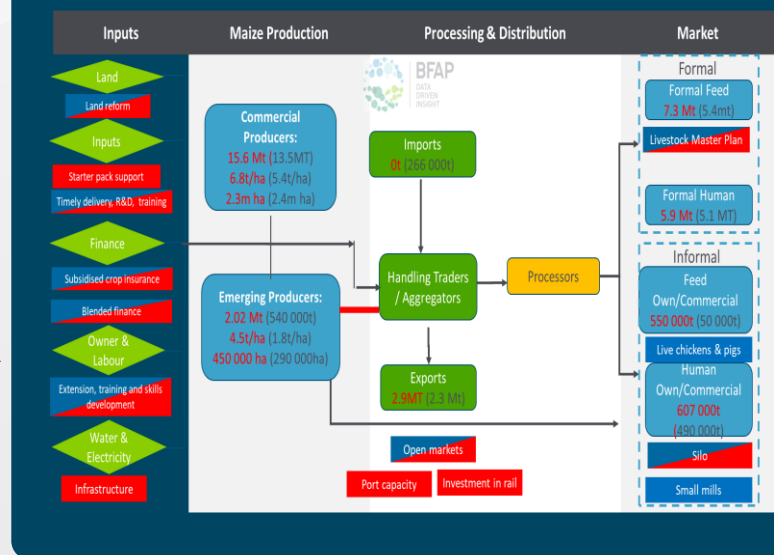 Inputs
Maize Production
Processing & Distribution
Market
Land
Land reform
Inputs
Starter pack support
Timely delivery, R&D, training
Finance
Subsidised crop insurance
Blended finance
Owner &
Labour
Extension, training and skills
development
Water &
Electricity
Infrastructure
Commercial
Producers:
15.6 Mt (13.5MT)
6.8t/ha (5.4t/ha)
2.3m ha (2.4m ha)
Emerging Producers:
2.02 Mt (540 000t)
4.5t/ha (1.8t/ha)
450 000 ha (290 000ha)
BFAP
DATA
DRIVEN
INSIGHT
Imports
0t (266 000t)
Handling Traders
/ Aggregators
Processors
Exports
2.9MT (2.3 Mt)
Open markets
Port capacity
Investment in rail
Formal
Formal Feed
7.3 Mt (5.4mt)
Livestock Master Plan
Formal Human
5.9 Mt (5.1 MT)
Informal
Feed
Own/Commercial
550 000t (50 000t)
Live chickens & pigs
Human
Own/Commercial
607 000t
(490 000t)
Silo
Small mills